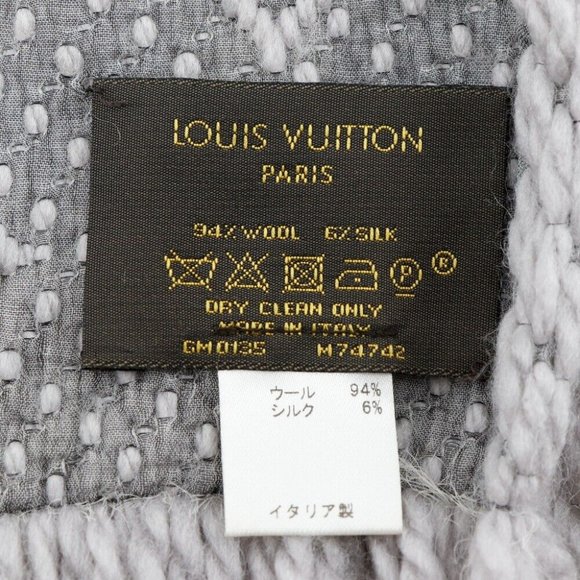 LOUIS VUITTON
PARIS
94% WOOL 6% SILK
P ®
DRY CLEAN ONLY
MADE IN ITALY
GM0135 M74742
ウール 94%
シルク 6%
イタリア製